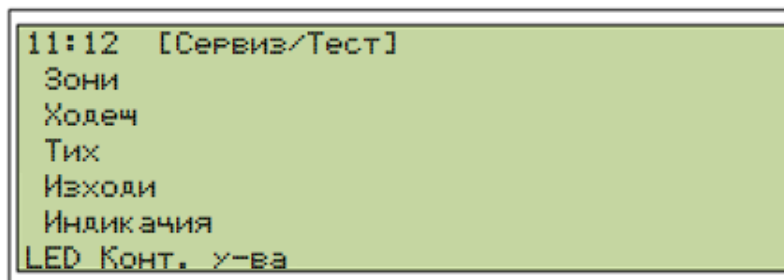 11:12 [Сервиз/Тест]
Зони
Ходеч
Тих
Изходи
Индикачия
LED Конт. у-ва